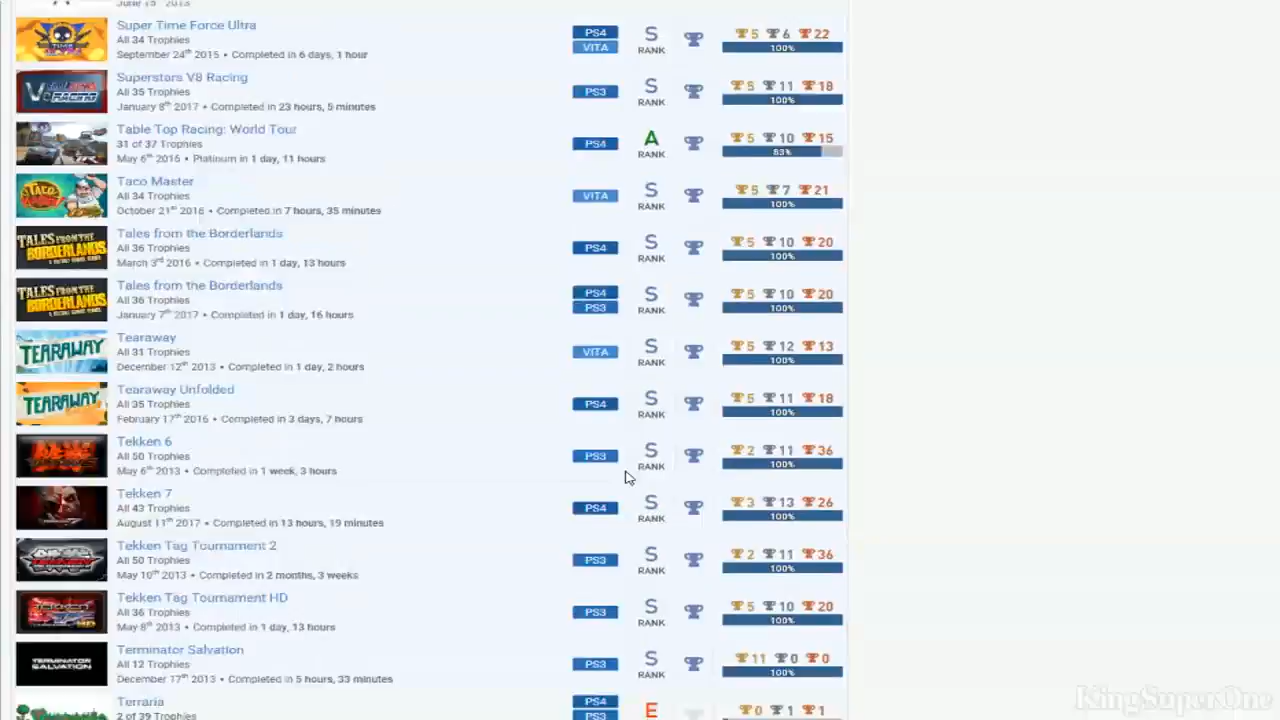 June 15th 2013
Super Time Force Ultra
All 34 Trophies
September 24th 2015 • Completed in 6 days, 1 hour
PS4
VITA
S
RANK
5 6 22
100%
Superstars V8 Racing
All 35 Trophies
January 8th 2017 • Completed in 23 hours, 5 minutes
PS3
S
RANK
5 11 18
100%
Table Top Racing: World Tour
31 of 37 Trophies
May 6th 2016 • Platinum in 1 day, 11 hours
PS4
A
RANK
5 10 15
83%
Taco Master
All 34 Trophies
October 21st 2016 • Completed in 7 hours, 35 minutes
VITA
S
RANK
5 7 21
100%
TALES FROM THE
BORDERLANDS
Tales from the Borderlands
All 36 Trophies
March 3rd 2016 • Completed in 1 day, 13 hours
PS4
S
RANK
5 10 20
100%
TALES FROM THE
BORDERLANDS
Tales from the Borderlands
All 36 Trophies
January 7th 2017 • Completed in 1 day, 16 hours
PS4
PS3
S
RANK
5 10 20
100%
TEARAWAY
Tearaway
All 31 Trophies
December 12th 2013 • Completed in 1 day, 2 hours
VITA
S
RANK
5 12 13
100%
TEARAWAY
Tearaway Unfolded
All 35 Trophies
February 17th 2016 • Completed in 3 days, 7 hours
PS4
S
RANK
5 11 18
100%
Tekken 6
All 50 Trophies
May 6th 2013 • Completed in 1 week, 3 hours
PS3
S
RANK
2 11 36
100%
Tekken 7
All 43 Trophies
August 11th 2017 • Completed in 13 hours, 19 minutes
PS4
S
RANK
3 13 26
100%
Tekken Tag Tournament 2
All 50 Trophies
May 10th 2013 • Completed in 2 months, 3 weeks
PS3
S
RANK
2 11 36
100%
Tekken Tag Tournament HD
All 36 Trophies
May 8th 2013 • Completed in 1 day, 13 hours
PS3
S
RANK
5 10 20
100%
TERMINATOR
SALVATION
Terminator Salvation
All 12 Trophies
December 17th 2013 • Completed in 5 hours, 33 minutes
PS3
S
RANK
11 0 0
100%
Terraria
2 of 39 Trophies
PS4
PS3
E
0 1 1
KingSuperOne